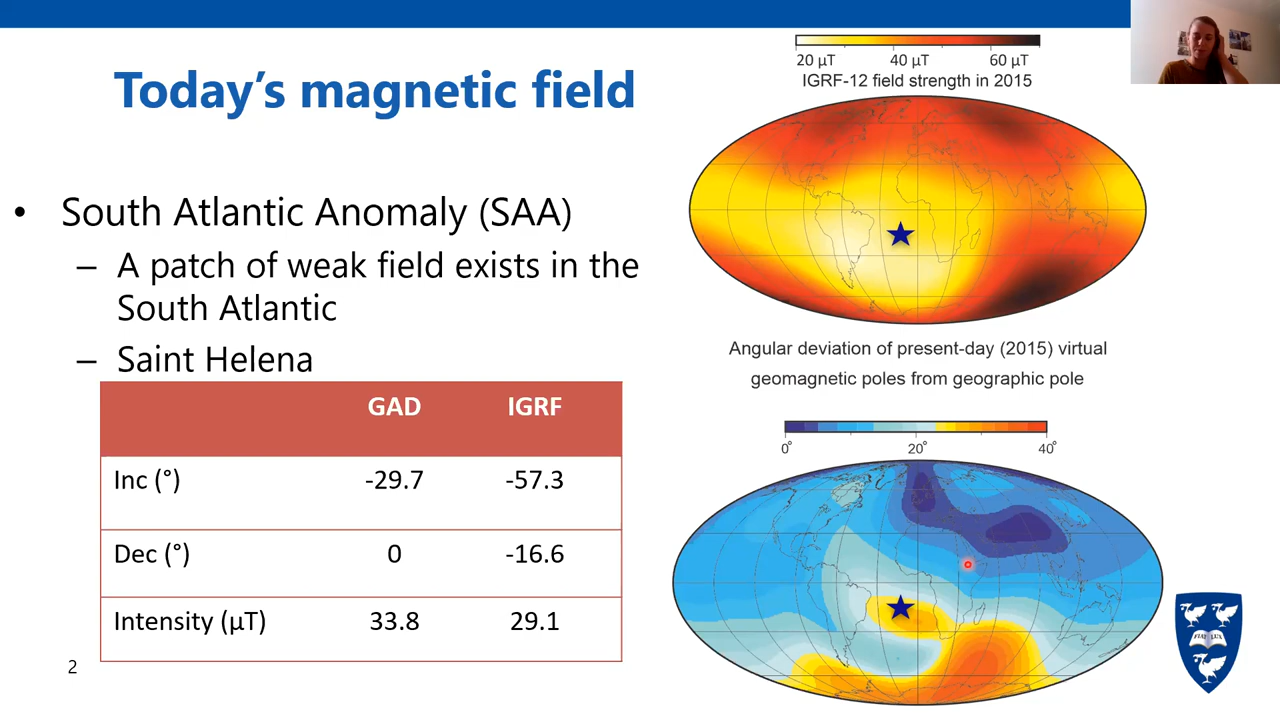 Today's magnetic field
• South Atlantic Anomaly (SAA)
– A patch of weak field exists in the
South Atlantic
– Saint Helena
GAD IGRF
Inc (°) -29.7 -57.3
Dec (°) 0 -16.6
Intensity (µT) 33.8 29.1
2
20 µT 40 µT 60 µT
IGRF-12 field strength in 2015
Angular deviation of present-day (2015) virtual
geomagnetic poles from geographic pole
0° 20° 40°
FIAT LUX